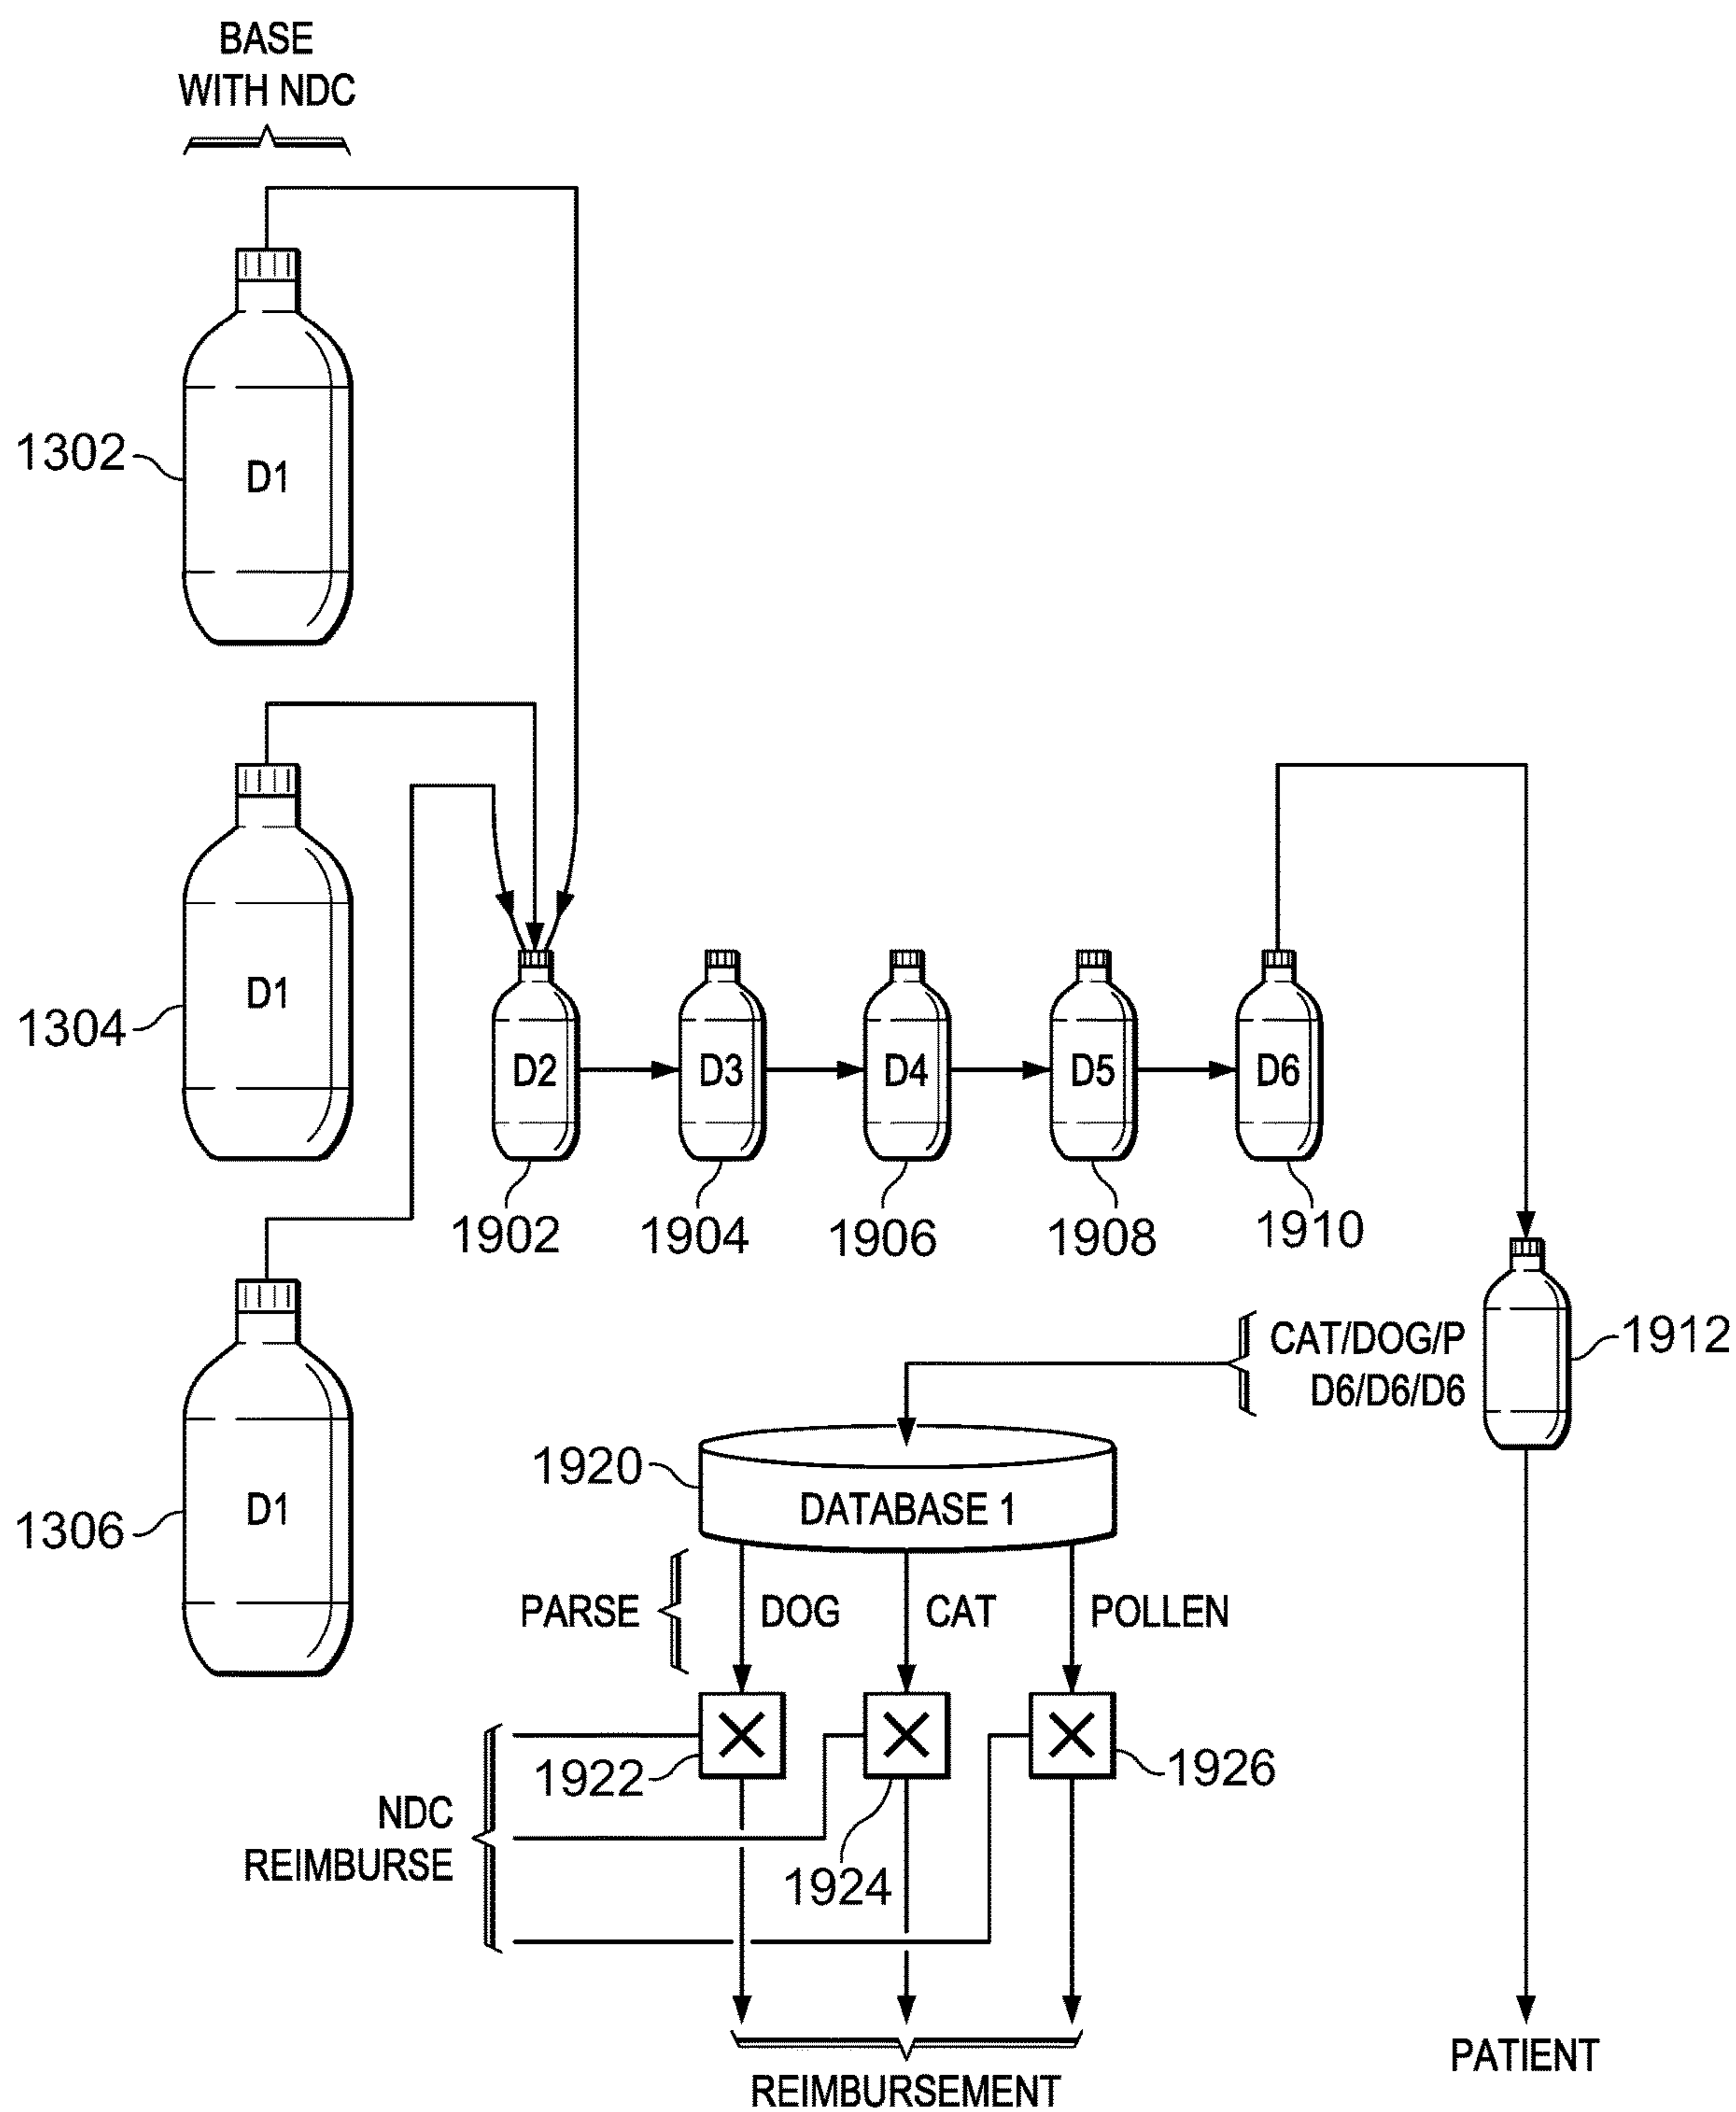 BASE
WITH NDC
1302
D1
1304
D1
D2
D3
D4
D5
D6
1902
1904
1906
1908
1910
CAT/DOG/P
D6/D6/D6
1912
1306
D1
1920
DATABASE 1
PARSE
DOG
CAT
POLLEN
1922
1926
NDC
REIMBURSE
1924
REIMBURSEMENT
PATIENT